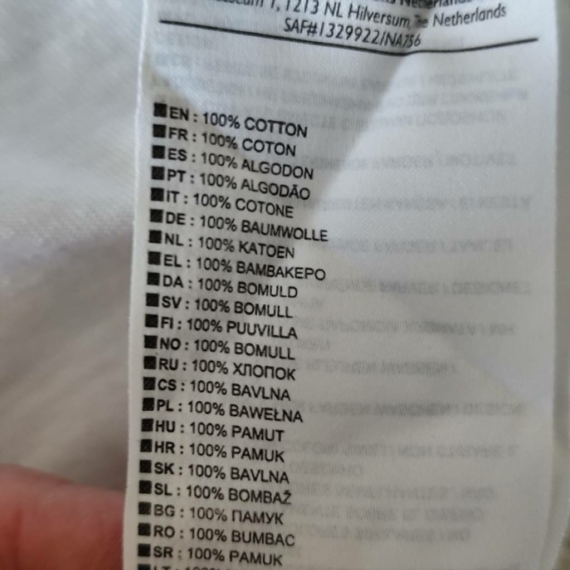 1, 1213 NL Hilversum, The Netherlands
SAF#1329922/NA736
EN : 100% COTTON
FR : 100% COTON
ES : 100% ALGODON
PT : 100% ALGODÃO
IT : 100% COTONE
DE : 100% BAUMWOLLE
NL : 100% KATOEN
EL : 100% BAMBAKEPO
DA : 100% BOMULD
SV : 100% BOMULL
FI : 100% PUUVILLA
NO : 100% BOMULL
RU : 100% ХЛОПОК
CS : 100% BAVLNA
PL : 100% BAWEŁNA
HU : 100% PAMUT
HR : 100% PAMUK
SK : 100% BAVLNA
SL : 100% BOMBAŽ
BG : 100% ПАМУК
RO : 100% BUMBAC
SR : 100% PAMUK